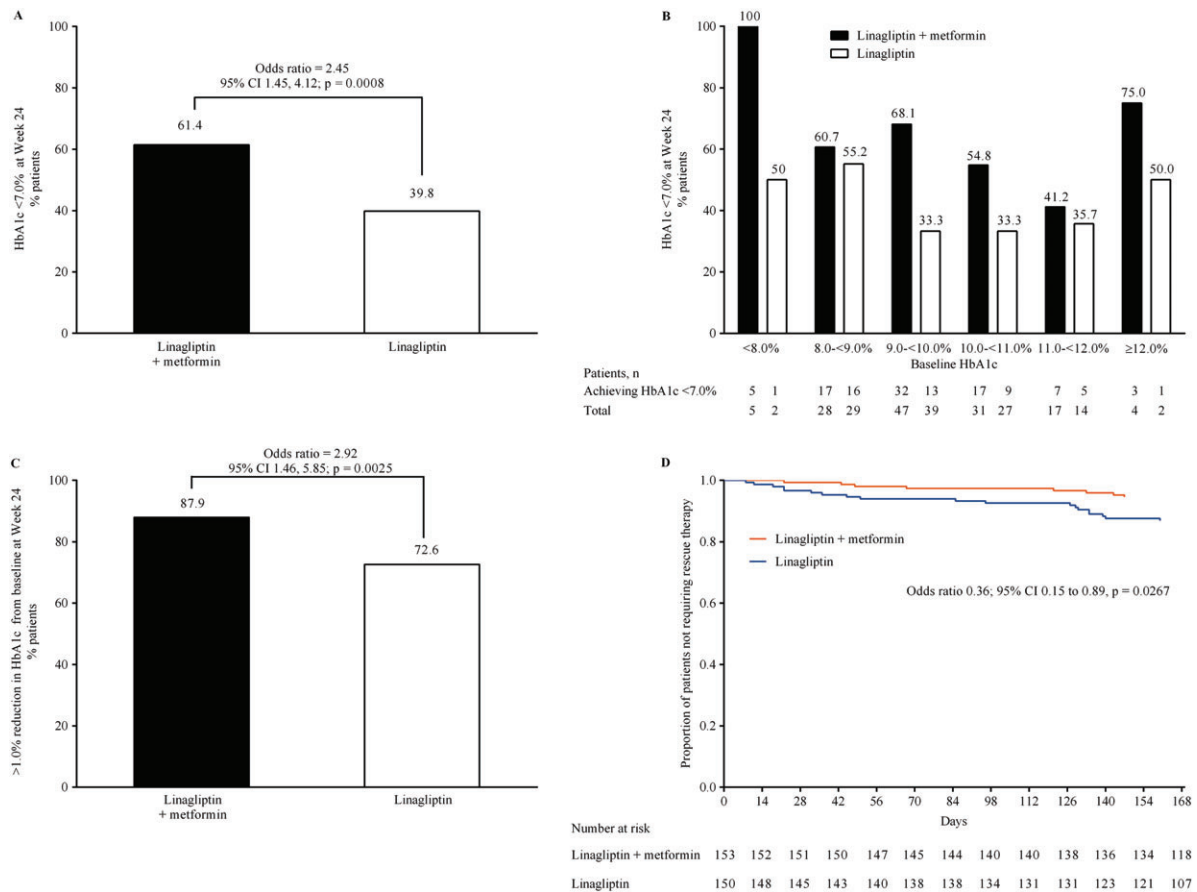 A
100
80
60
40
20
0
HbA1c <7.0% at Week 24
% patients
Odds ratio = 2.45
95% CI 1.45, 4.12; p = 0.0008
61.4
39.8
Linagliptin
+ metformin
Linagliptin
B
Linagliptin + metformin
Linagliptin
100
80
60
40
20
0
HbA1c <7.0% at Week 24
% patients
100
50
60.7
55.2
68.1
33.3
54.8
33.3
41.2
35.7
75.0
50.0
<8.0% 8.0-<9.0% 9.0-<10.0% 10.0-<11.0% 11.0-<12.0% ≥12.0%
Baseline HbA1c
Patients, n
Achieving HbA1c <7.0% 5 1 17 16 32 13 17 9 7 5 3 1
Total 5 2 28 29 47 39 31 27 17 14 4 2
C
100
80
60
40
20
0
>1.0% reduction in HbA1c from baseline at Week 24
% patients
Odds ratio = 2.92
95% CI 1.46, 5.85; p = 0.0025
87.9
72.6
Linagliptin
+ metformin
Linagliptin
D
1.0
0.8
0.6
0.4
0.2
0.0
Proportion of patients not requiring rescue therapy
Linagliptin + metformin
Linagliptin
Odds ratio 0.36; 95% CI 0.15 to 0.89, p = 0.0267
0 14 28 42 56 70 84 98 112 126 140 154 168
Days
Number at risk
Linagliptin + metformin 153 152 151 150 147 145 144 140 140 138 136 134 118
Linagliptin 150 148 145 143 140 138 138 134 131 131 123 121 107